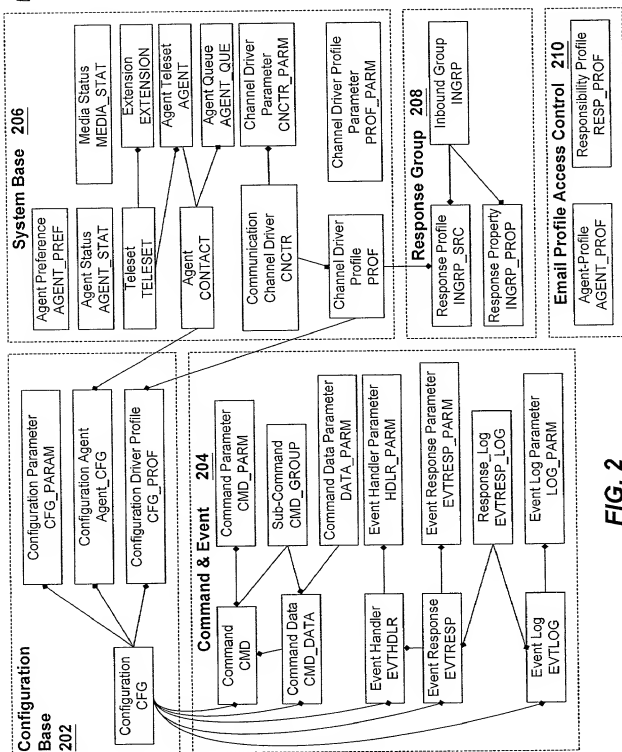 Configuration
Base
202
Configuration
CFG
Configuration Parameter
CFG_PARAM
Configuration Agent
Agent_CFG
Configuration Driver Profile
CFG_PROF
Command & Event 204
Command
CMD
Command Parameter
CMD_PARM
Sub-Command
CMD_GROUP
Command Data
CMD_DATA
Command Data Parameter
DATA_PARM
Event Handler
EVTHDLR
Event Handler Parameter
HDLR_PARM
Event Response
EVTRESP
Event Response Parameter
EVTRESP_PARM
Response_Log
EVTRESP_LOG
Event Log
EVTLOG
Event Log Parameter
LOG_PARM
System Base 206
Agent Preference
AGENT_PREF
Media Status
MEDIA_STAT
Agent Status
AGENT_STAT
Teleset
TELESET
Extension
EXTENSION
Agent Teleset
AGENT
Agent
CONTACT
Agent Queue
AGENT_QUE
Communication
Channel Driver
CNCTR
Channel Driver
Parameter
CNCTR_PARM
Channel Driver
Profile
PROF
Channel Driver Profile
Parameter
PROF_PARM
Response Group 208
Response Profile
INGRP_SRC
Inbound Group
INGRP
Response Property
INGRP_PROP
Email Profile Access Control 210
Agent-Profile
AGENT_PROF
Responsibility Profile
RESP_PROF
FIG. 2